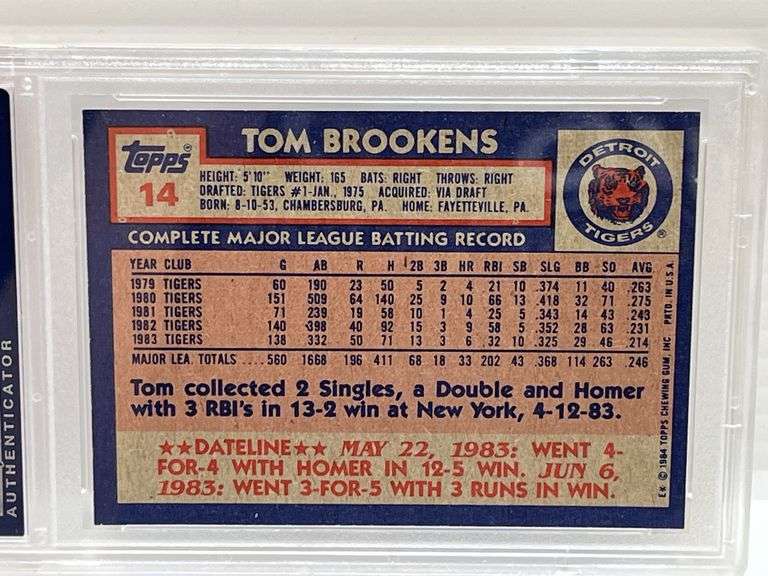 TOM BROOKENS
Topps
14
HEIGHT: 5'10" WEIGHT: 165 BATS: RIGHT THROWS: RIGHT
DRAFTED: TIGERS #1-JAN., 1975 ACQUIRED: VIA DRAFT
BORN: 8-10-53, CHAMBERSBURG, PA. HOME: FAYETTEVILLE, PA.
DETROIT
TIGERS ®
COMPLETE MAJOR LEAGUE BATTING RECORD
YEAR CLUB G AB R H 2B 3B HR RBI SB SLG BB SO AVG.
1979 TIGERS 60 190 23 50 5 2 4 21 10 .374 11 40 .263
1980 TIGERS 151 509 64 140 25 9 10 66 13 .418 32 71 .275
1981 TIGERS 71 239 19 58 10 1 4 25 5 .343 14 43 .243
1982 TIGERS 140 398 40 92 15 3 9 58 5 .352 28 63 .231
1983 TIGERS 138 332 50 71 13 3 6 32 10 .325 29 46 .214
MAJOR LEA. TOTALS ....560 1668 196 411 68 18 33 202 43 .368 114 263 .246
Tom collected 2 Singles, a Double and Homer
with 3 RBI's in 13-2 win at New York, 4-12-83.
★★DATELINE★★ MAY 22, 1983: WENT 4-
FOR-4 WITH HOMER IN 12-5 WIN. JUN 6,
1983: WENT 3-FOR-5 WITH 3 RUNS IN WIN.
E* © 1984 TOPPS CHEWING GUM, INC. PRTD. IN U.S.A.
AUTHENTICATOR